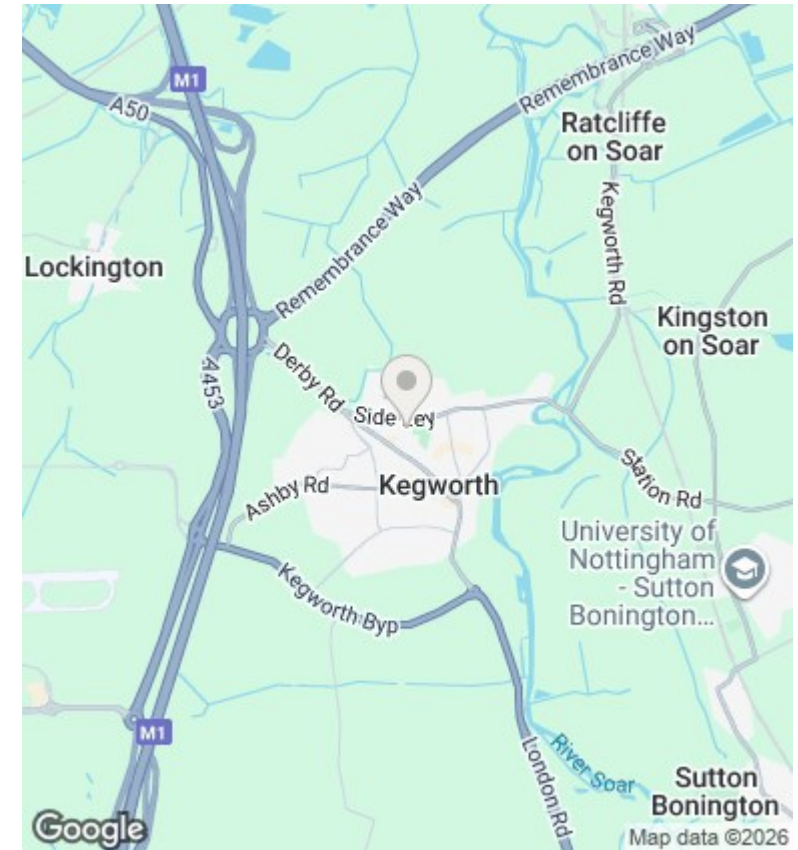 M1
A50
Remembrance Way
Ratcliffe
on Soar
Kegworth Rd
Lockington
Remembrance Way
Kingston
on Soar
A453
Derby Rd
Side Ley
Ashby Rd
Kegworth
Station Rd
University of
Nottingham
- Sutton
Bonington...
Kegworth Byp
M1
London Rd
River Soar
Sutton
Bonington
Google
Map data ©2026